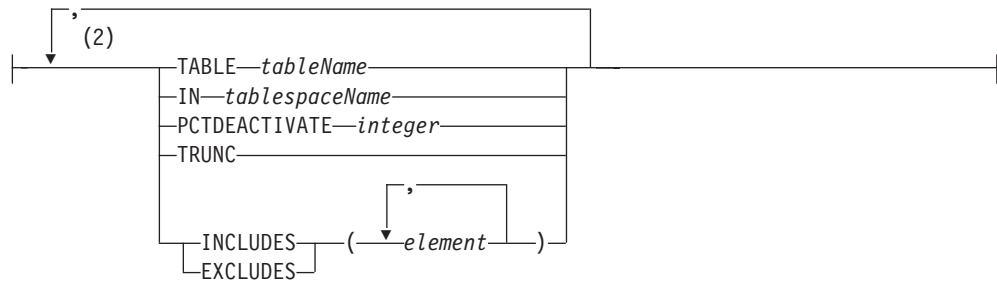 ,
(2)
TABLE tableName
IN tablespaceName
PCTDEACTIVATE integer
TRUNC
,
INCLUDES ( element )
EXCLUDES